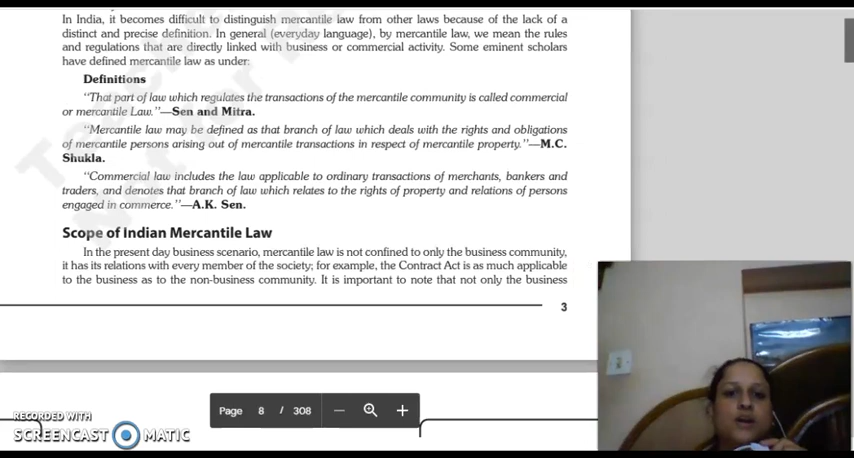 In India, it becomes difficult to distinguish mercantile law from other laws because of the lack of a
distinct and precise definition. In general (everyday language), by mercantile law, we mean the rules
and regulations that are directly linked with business or commercial activity. Some eminent scholars
have defined mercantile law as under:
Definitions
"That part of law which regulates the transactions of the mercantile community is called commercial
or mercantile Law."—Sen and Mitra.
"Mercantile law may be defined as that branch of law which deals with the rights and obligations
of mercantile persons arising out of mercantile transactions in respect of mercantile property."—M.C.
Shukla.
"Commercial law includes the law applicable to ordinary transactions of merchants, bankers and
traders, and denotes that branch of law which relates to the rights of property and relations of persons
engaged in commerce."—A.K. Sen.
Scope of Indian Mercantile Law
In the present day business scenario, mercantile law is not confined to only the business community,
it has its relations with every member of the society; for example, the Contract Act is as much applicable
to the business as to the non-business community. It is important to note that not only the business
3
Page 8 / 308
RECORDED WITH
SCREENCAST MATIC